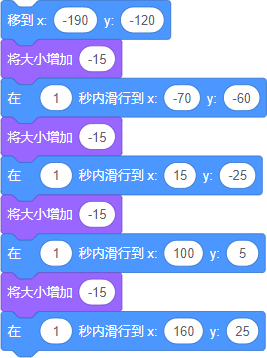 移到 x: -190 y: -120
将大小增加 -15
在 1 秒内滑行到 x: -70 y: -60
将大小增加 -15
在 1 秒内滑行到 x: 15 y: -25
将大小增加 -15
在 1 秒内滑行到 x: 100 y: 5
将大小增加 -15
在 1 秒内滑行到 x: 160 y: 25